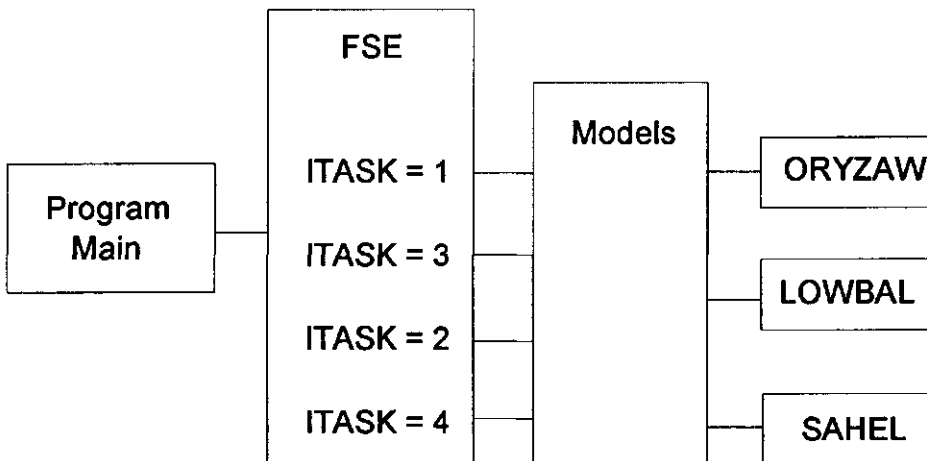 FSE
Program
Main
ITASK = 1
ITASK = 3
ITASK = 2
ITASK = 4
Models
ORYZAW
LOWBAL
SAHEL